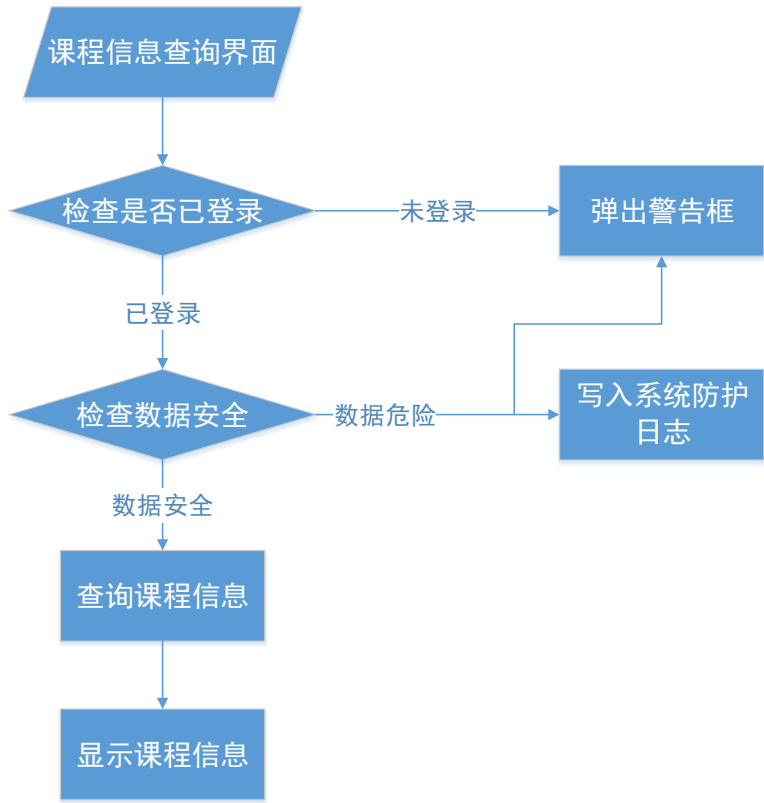 课程信息查询界面
检查是否已登录
未登录
弹出警告框
已登录
检查数据安全
数据危险
写入系统防护
日志
数据安全
查询课程信息
显示课程信息